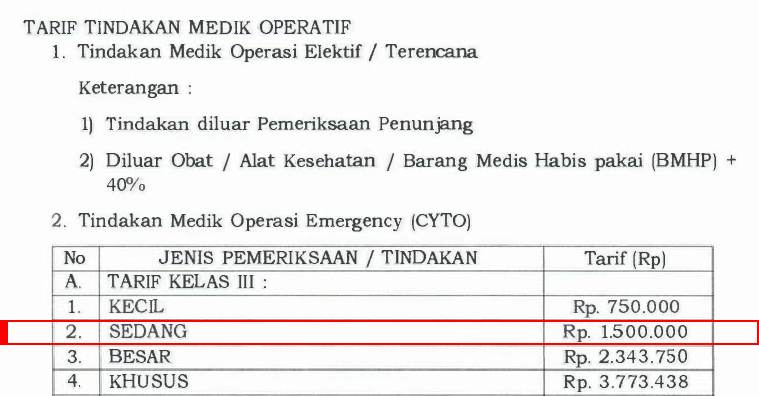 TARIF TINDAKAN MEDIK OPERATIF
1. Tindakan Medik Operasi Elektif / Terencana
Keterangan :
1) Tindakan diluar Pemeriksaan Penunjang
2) Diluar Obat / Alat Kesehatan / Barang Medis Habis pakai (BMHP) +
40%
2. Tindakan Medik Operasi Emergency (CYTO)
No JENIS PEMERIKSAAN / TINDAKAN Tarif (Rp)
A. TARIF KELAS III :
1. KECIL Rp. 750.000
2. SEDANG Rp. 1.500.000
3. BESAR Rp. 2.343.750
4. KHUSUS Rp. 3.773.438